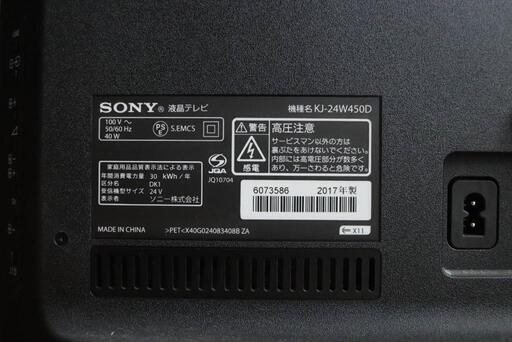 SONY® 液晶テレビ
機種名 KJ-24W450D
100 V ～
50/60 Hz
40 W
PS
E
S.EMCS
警告
感電
高圧注意
サービスマン以外の方は
裏ぶたをあけないでください。
内部には高電圧部分が数多く
あり、万一さわると危険です。
家庭用品品質表示法による表示
年間消費電力量 30 kWh／年
区分 DK1
受信機型サイズ 24 V
表示者 ソニー株式会社
JQA
JQ10704
6073586 2017年製
MADE IN CHINA
>PET<X40G024083408B ZA
X11